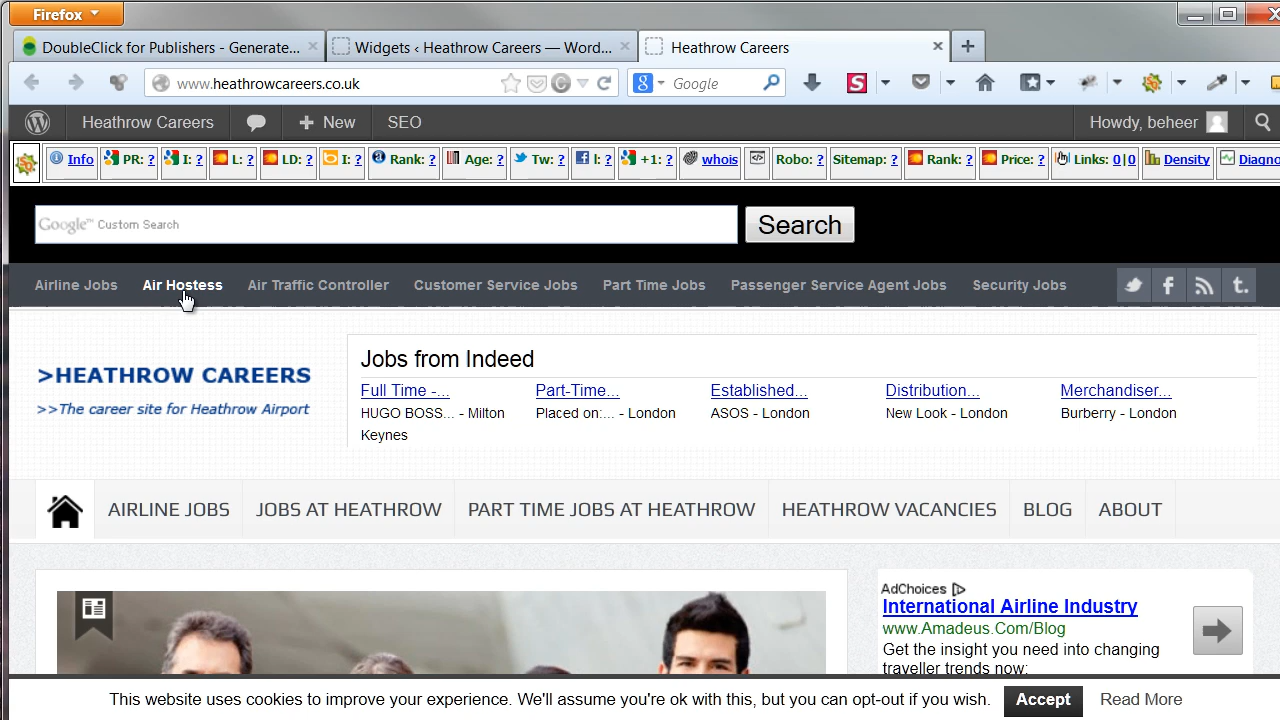 Firefox
DoubleClick for Publishers - Generate...
Widgets ‹ Heathrow Careers — Word...
Heathrow Careers
www.heathrowcareers.co.uk
Google
Heathrow Careers
New
SEO
Howdy, beheer
Info PR: ? I: ? L: ? LD: ? I: ? Rank: ? Age: ? Tw: ? l: ? +1: ? whois Robo: ? Sitemap: ? Rank: ? Price: ? Links: 0|0 Density Diagno
Google™ Custom Search
Search
Airline Jobs Air Hostess Air Traffic Controller Customer Service Jobs Part Time Jobs Passenger Service Agent Jobs Security Jobs
>HEATHROW CAREERS
>>The career site for Heathrow Airport
Jobs from Indeed
Full Time -... Part-Time... Established... Distribution... Merchandiser...
HUGO BOSS... - Milton Placed on:... - London ASOS - London New Look - London Burberry - London
Keynes
AIRLINE JOBS JOBS AT HEATHROW PART TIME JOBS AT HEATHROW HEATHROW VACANCIES BLOG ABOUT
AdChoices
International Airline Industry
www.Amadeus.Com/Blog
Get the insight you need into changing
traveller trends now:
This website uses cookies to improve your experience. We'll assume you're ok with this, but you can opt-out if you wish. Accept Read More